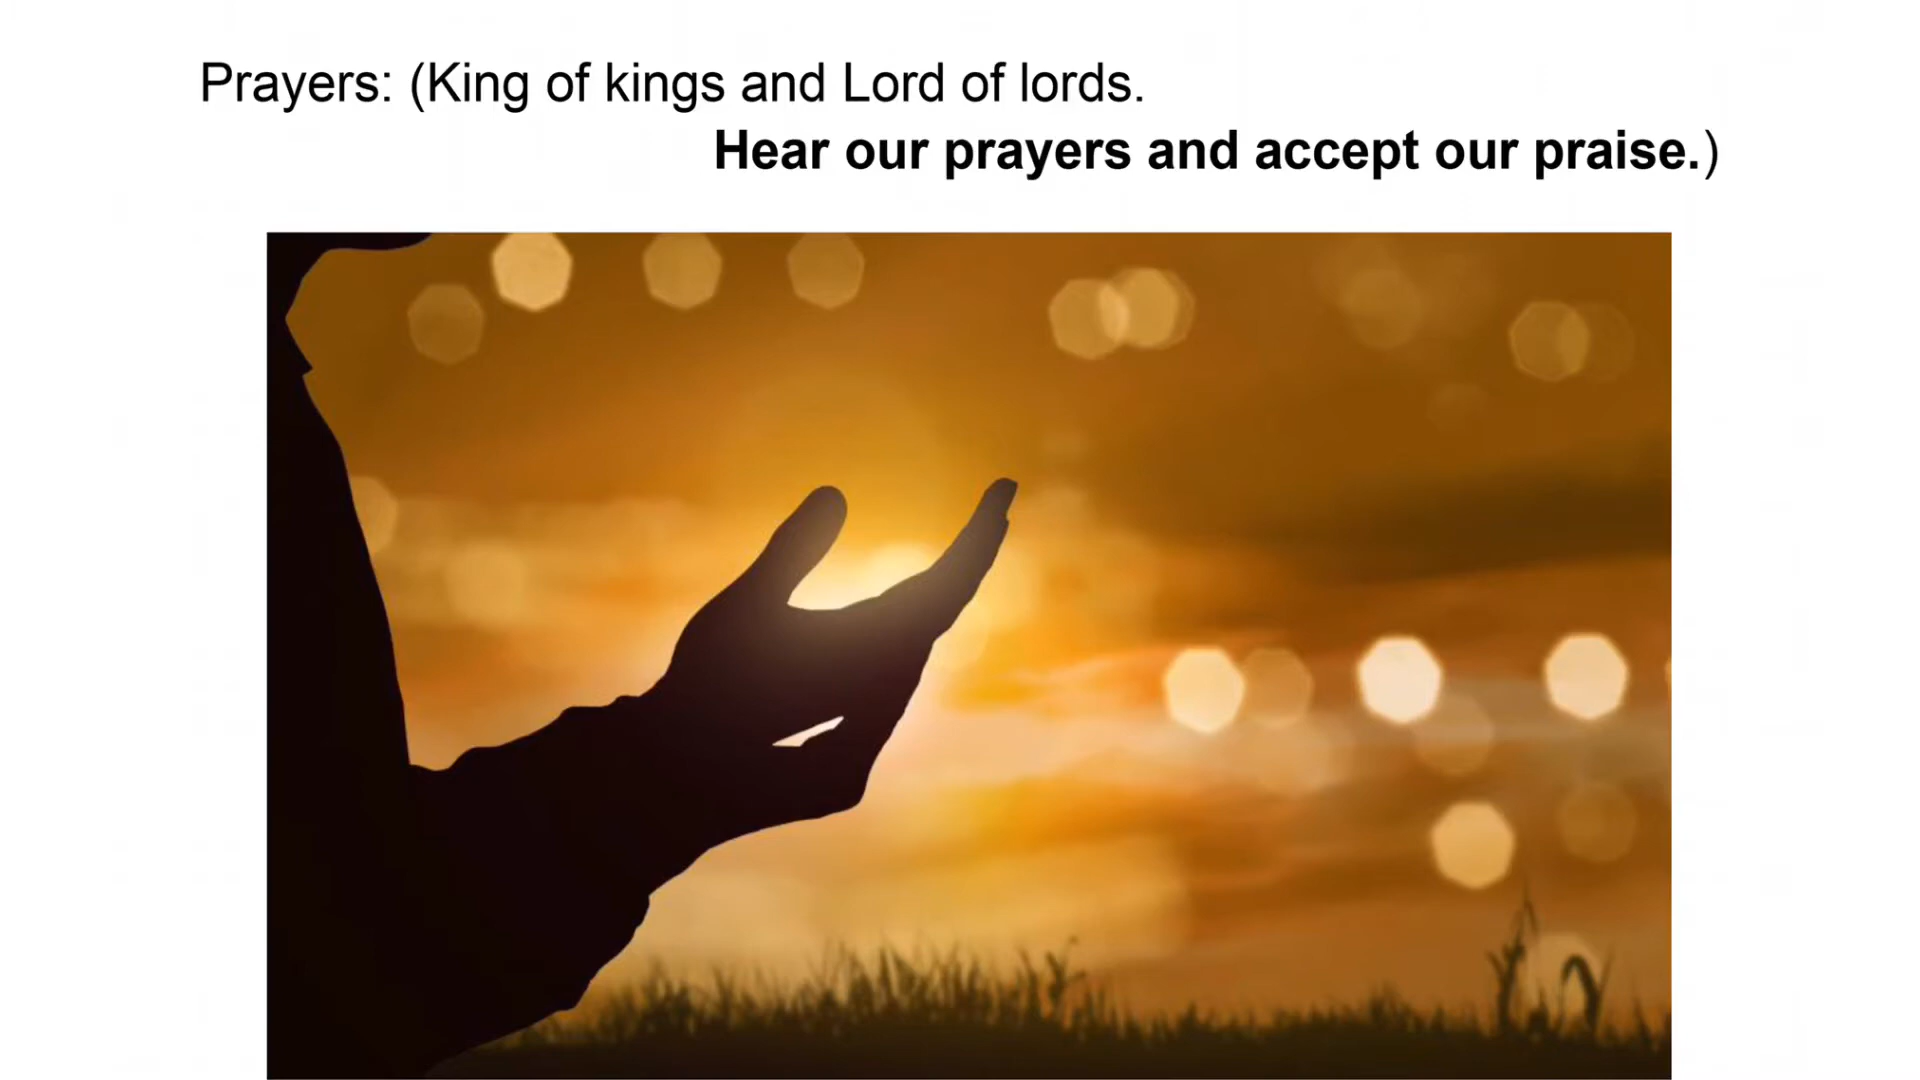 Prayers: (King of kings and Lord of lords.
Hear our prayers and accept our praise.)